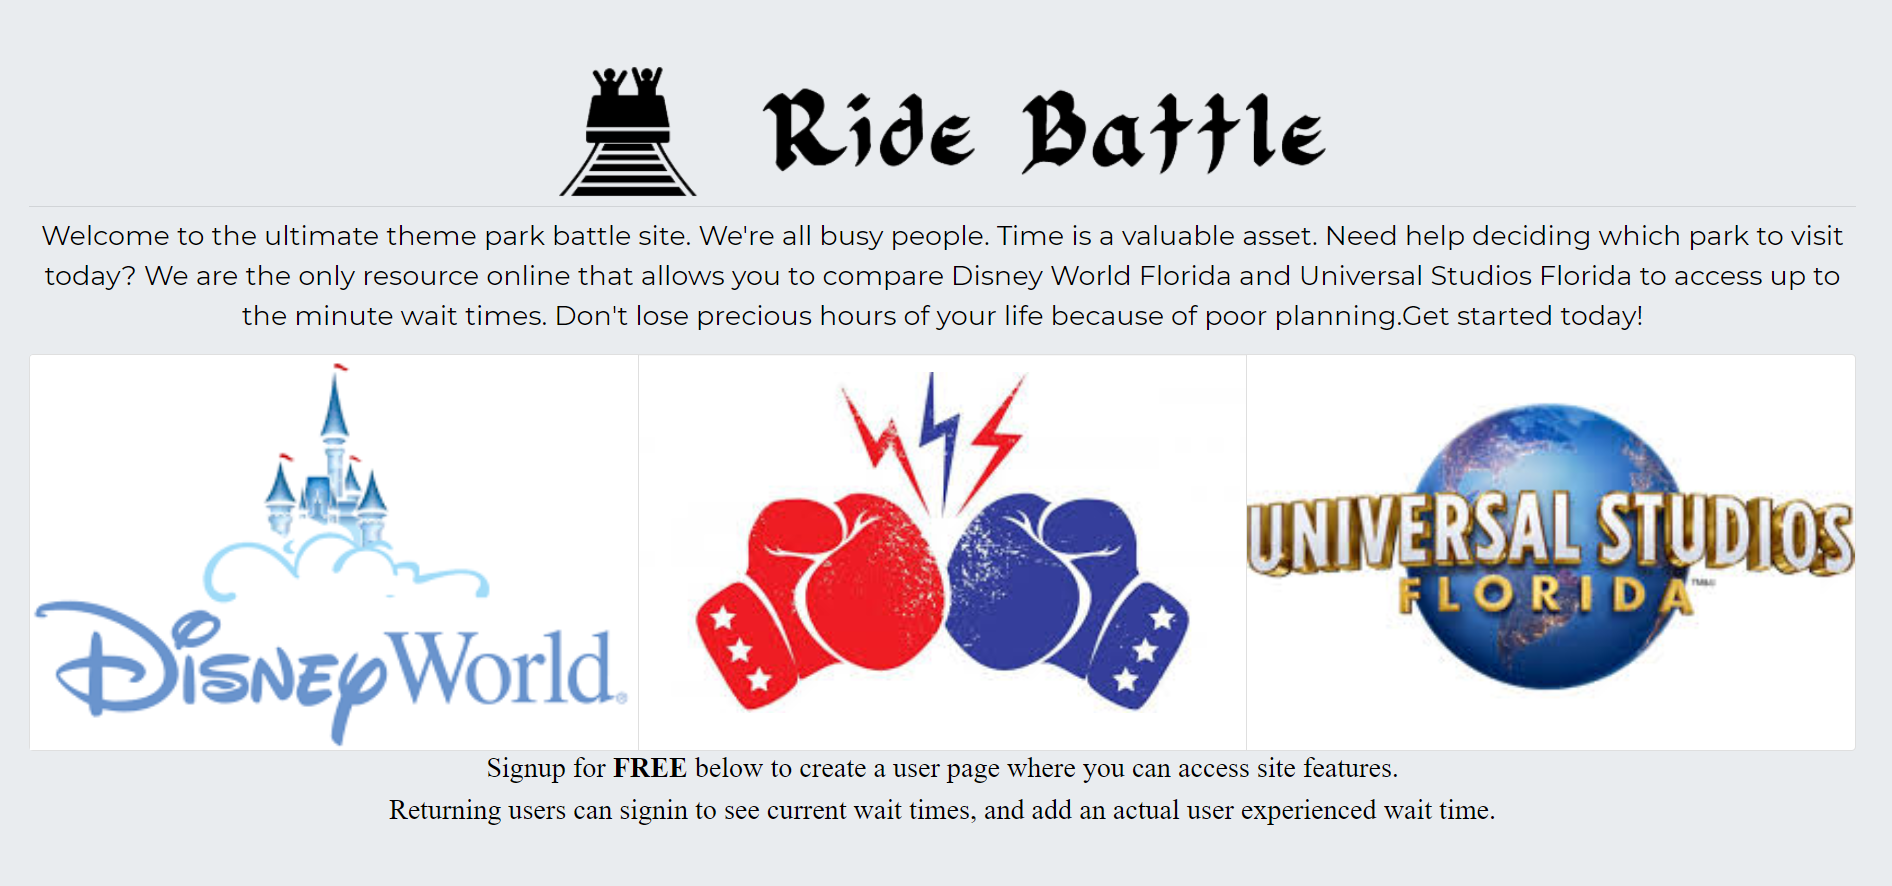 Ride Battle
Welcome to the ultimate theme park battle site. We're all busy people. Time is a valuable asset. Need help deciding which park to visit
today? We are the only resource online that allows you to compare Disney World Florida and Universal Studios Florida to access up to
the minute wait times. Don't lose precious hours of your life because of poor planning.Get started today!
DISNEY World®
UNIVERSAL STUDIOS
FLORIDA
Signup for FREE below to create a user page where you can access site features.
Returning users can signin to see current wait times, and add an actual user experienced wait time.